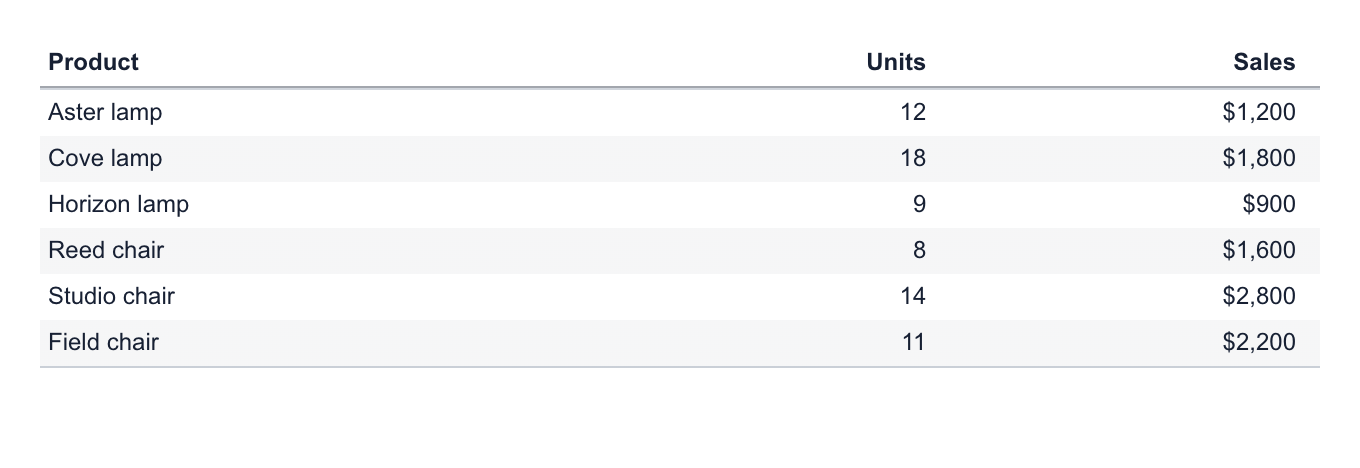 Product Units Sales
Aster lamp 12 $1,200
Cove lamp 18 $1,800
Horizon lamp 9 $900
Reed chair 8 $1,600
Studio chair 14 $2,800
Field chair 11 $2,200